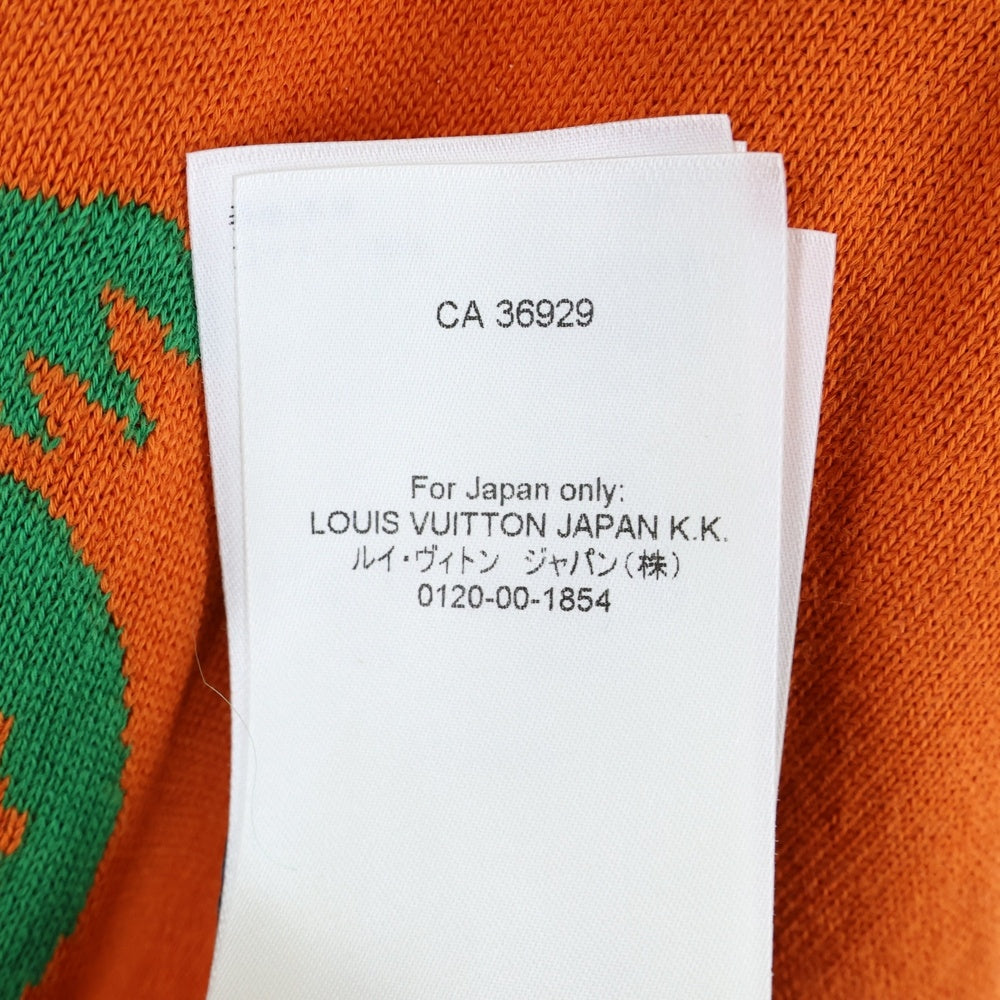 CA 36929
For Japan only:
LOUIS VUITTON JAPAN K.K.
ルイ・ヴィトン　ジャパン(株)
0120-00-1854